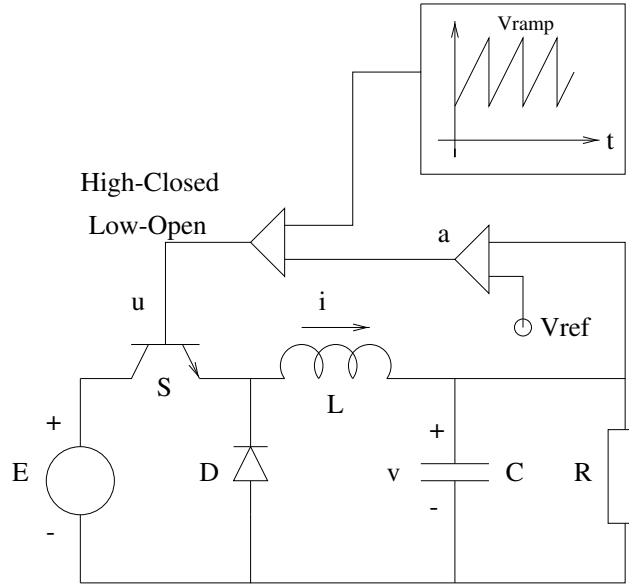 Vramp
t
High-Closed
Low-Open
a
u
i
Vref
S
L
+
+
E
D
v
C
R
-
-